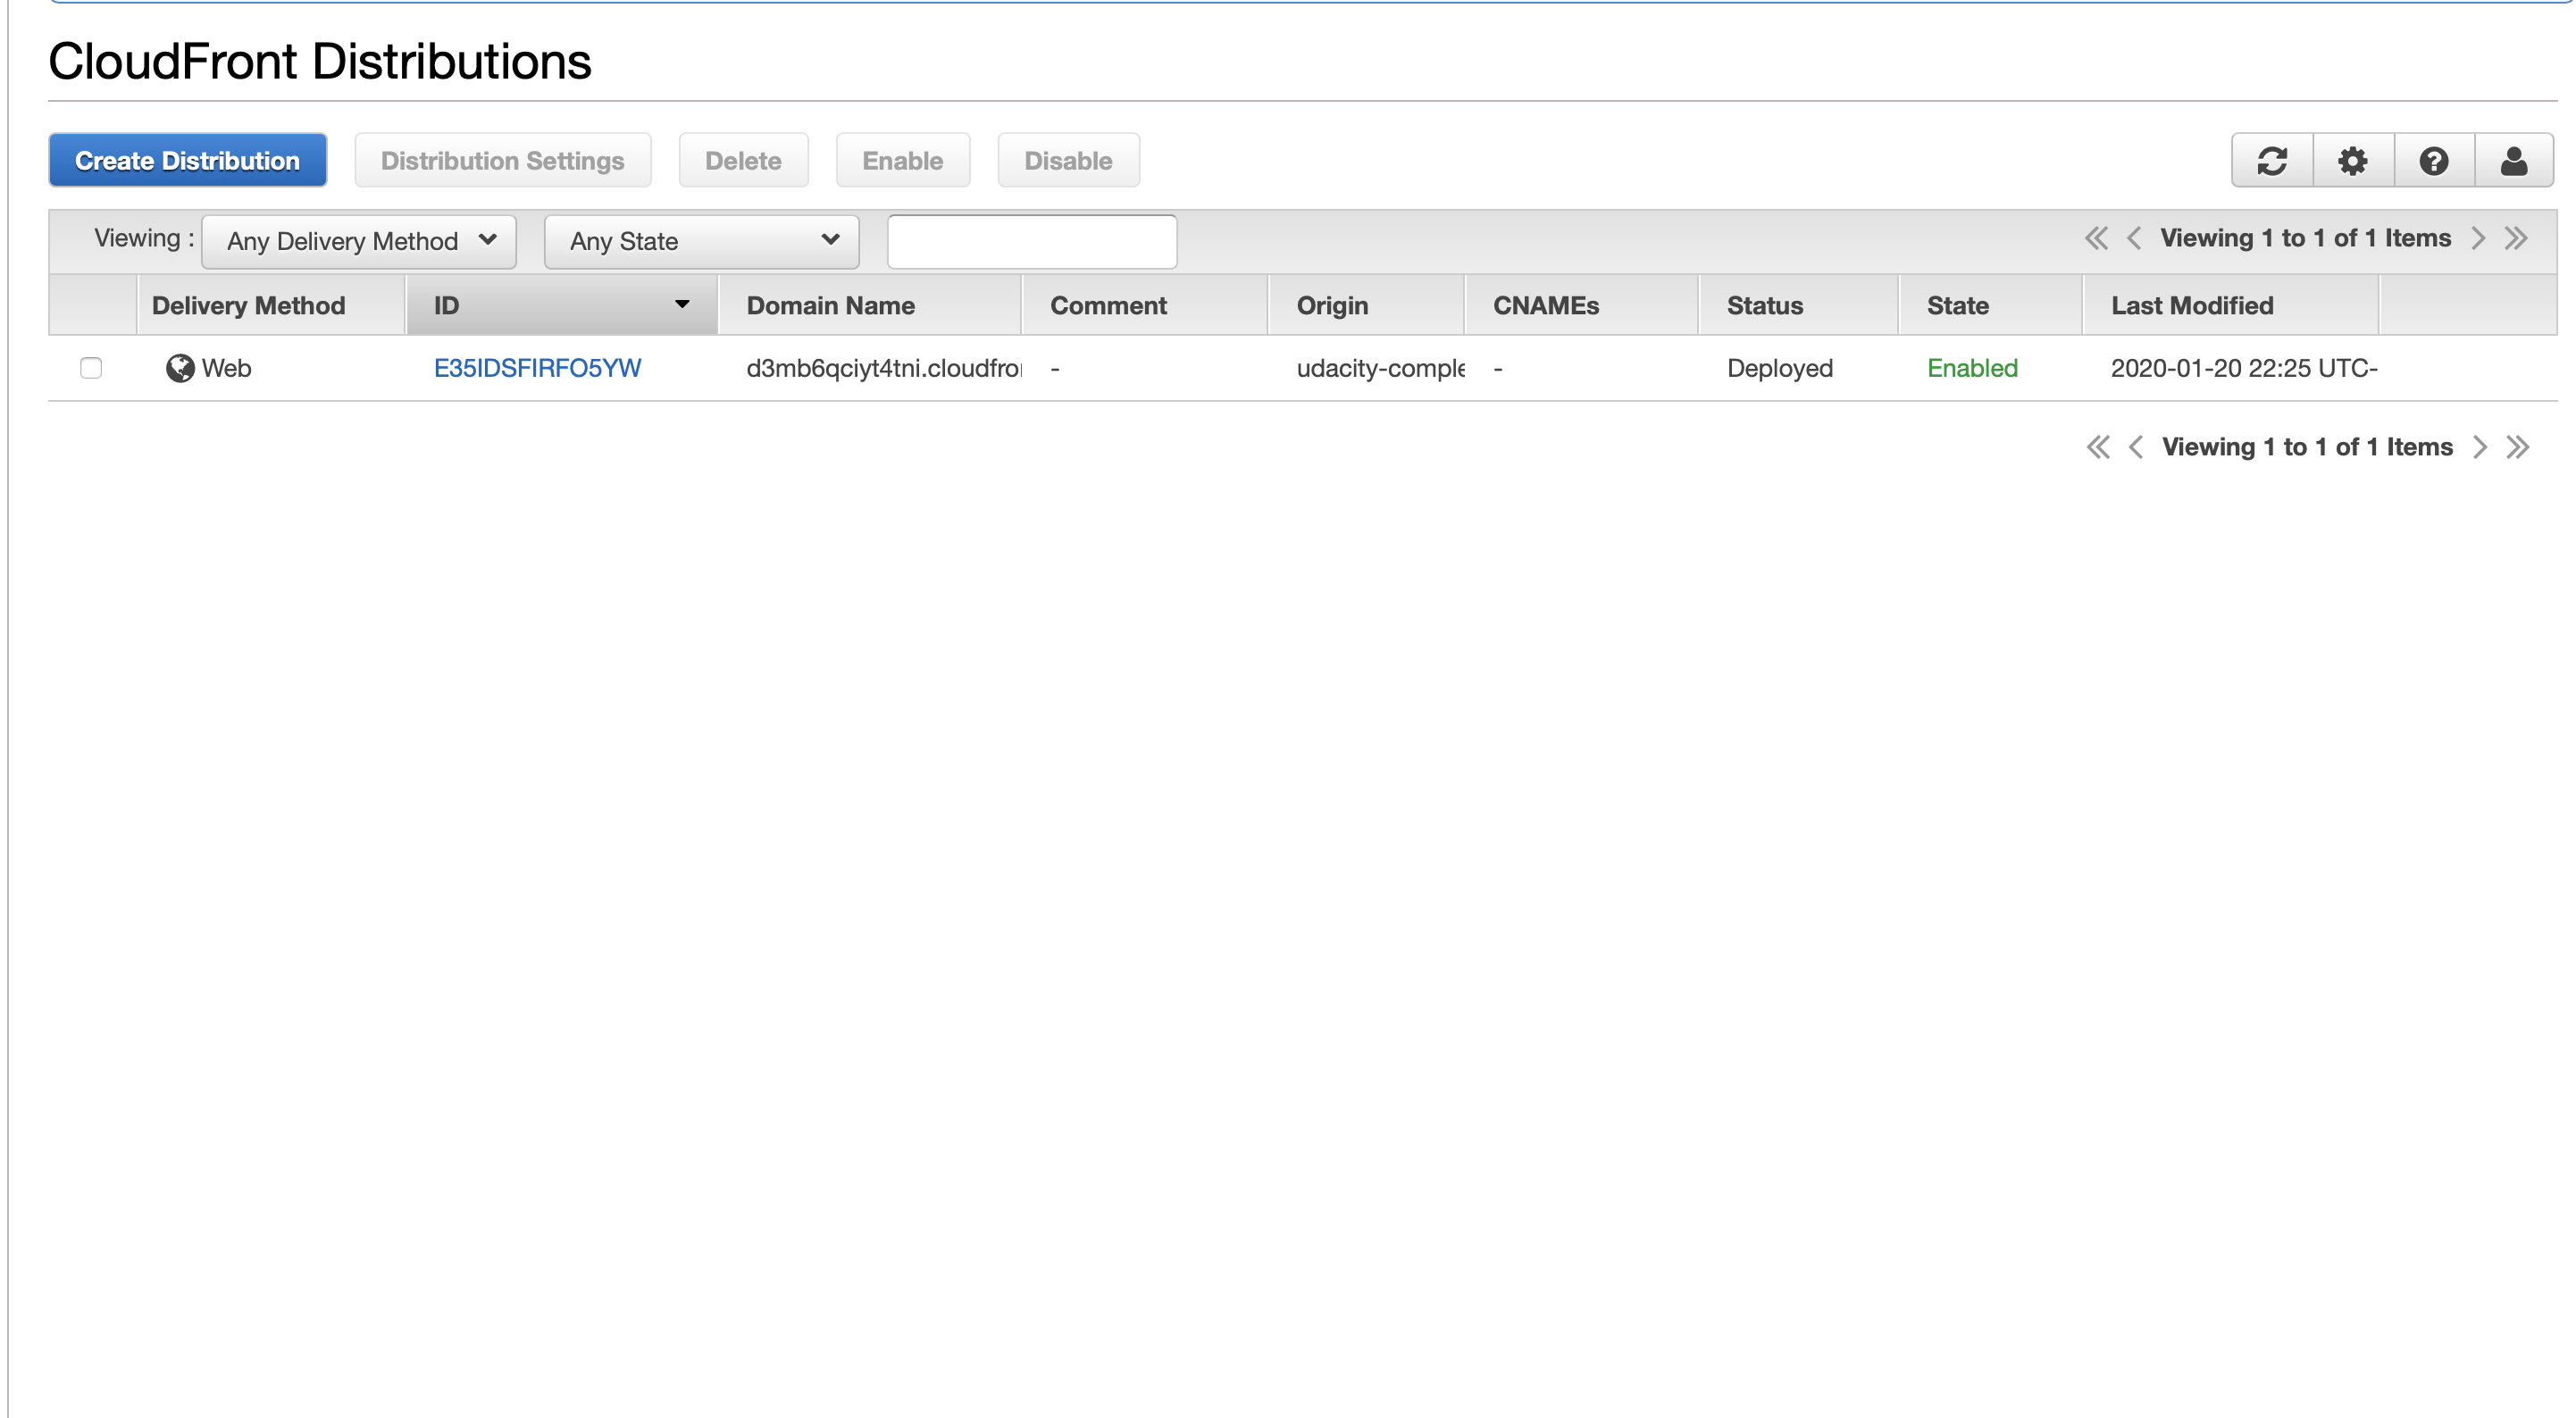 CloudFront Distributions
Create Distribution Distribution Settings Delete Enable Disable
Viewing : Any Delivery Method Any State Viewing 1 to 1 of 1 Items
Delivery Method ID Domain Name Comment Origin CNAMEs Status State Last Modified
Web E35IDSFIRFO5YW d3mb6qciyt4tni.cloudfro - udacity-comple - Deployed Enabled 2020-01-20 22:25 UTC-
Viewing 1 to 1 of 1 Items